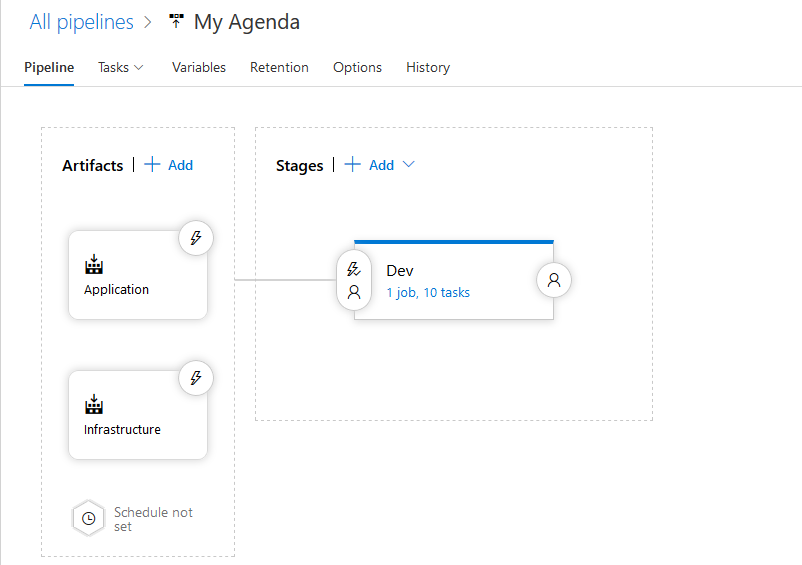 All pipelines > My Agenda
Pipeline Tasks Variables Retention Options History
Artifacts | + Add
Stages | + Add
Application
Dev
1 job, 10 tasks
Infrastructure
Schedule not
set